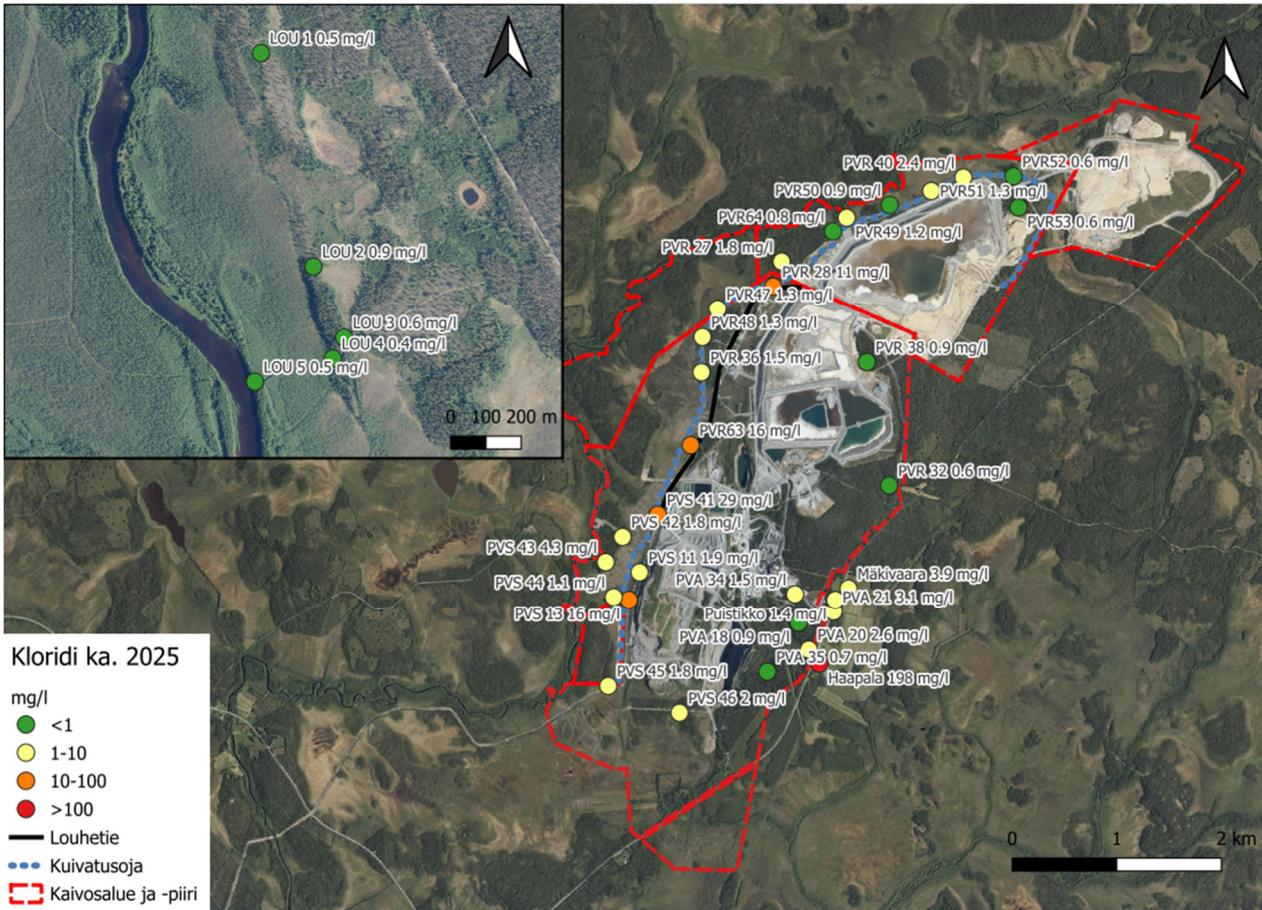 LOU 1 0.5 mg/l
LOU 2 0.9 mg/l
LOU 3 0.6 mg/l
LOU 4 0.4 mg/l
LOU 5 0.5 mg/l
0 100 200 m
PVR 40 2.4 mg/l
PVR52 0.6 mg/l
PVR50 0.9 mg/l
PVR51 1.3 mg/l
PVR64 0.8 mg/l
PVR53 0.6 mg/l
PVR49 1.2 mg/l
PVR 27 1.8 mg/l
PVR 28 11 mg/l
PVR47 1.3 mg/l
PVR48 1.3 mg/l
PVR 38 0.9 mg/l
PVR 36 1.5 mg/l
PVR63 16 mg/l
PVR 32 0.6 mg/l
PVS 41 29 mg/l
PVS 42 1.8 mg/l
PVS 43 4.3 mg/l
PVS 11 1.9 mg/l
Mäkivaara 3.9 mg/l
PVS 44 1.1 mg/l
PVA 34 1.5 mg/l
PVA 21 3.1 mg/l
PVS 13 16 mg/l
Puistikko 1.4 mg/l
PVA 18 0.9 mg/l
PVA 20 2.6 mg/l
PVA 35 0.7 mg/l
PVS 45 1.8 mg/l
Haapala 198 mg/l
PVS 46 2 mg/l
Kloridi ka. 2025
mg/l
<1
1-10
10-100
>100
Louhetie
Kuivatusoja
Kaivosalue ja -piiri
0 1 2 km